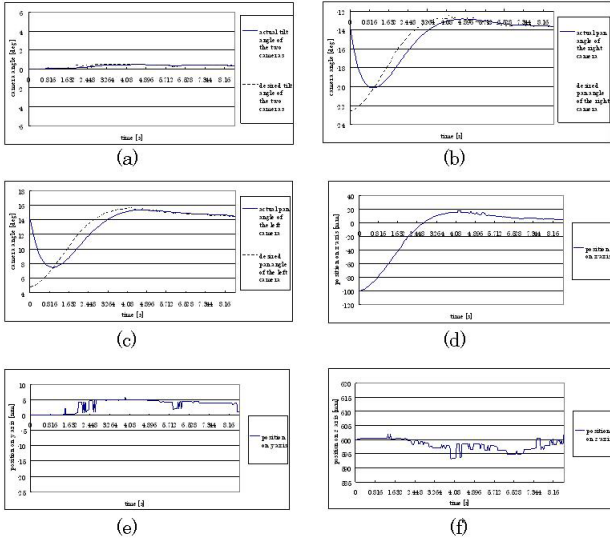 6
4
2
0
2
4
6
0 0.816 1.632 2.448 3.264 4.08 4.896 5.712 6.528 7.344 8.16
camera angle [deg]
time [s]
actual tilt
angle of
the two
cameras
desired tilt
angle of
the two
cameras
(a)
-12
-14
-16
-18
-20
-22
-24
camera angle [deg]
time [s]
actual pan
angle of
the right
camera
desired
pan angle
of the right
camera
(b)
18
16
14
12
10
8
6
4
camera angle [deg]
time [s]
actual pan
angle of
the left
camera
desired
pan angle
of the left
camera
(c)
40
20
0
-20
-40
-60
-80
-100
-120
position on x axis [mm]
time [s]
position
on x axis
(d)
10
5
0
-5
-10
-15
-20
-25
position on y axis [mm]
time [s]
position
on y axis
(e)
620
615
610
605
600
595
590
585
position on z axis [mm]
time [s]
position
on z axis
(f)